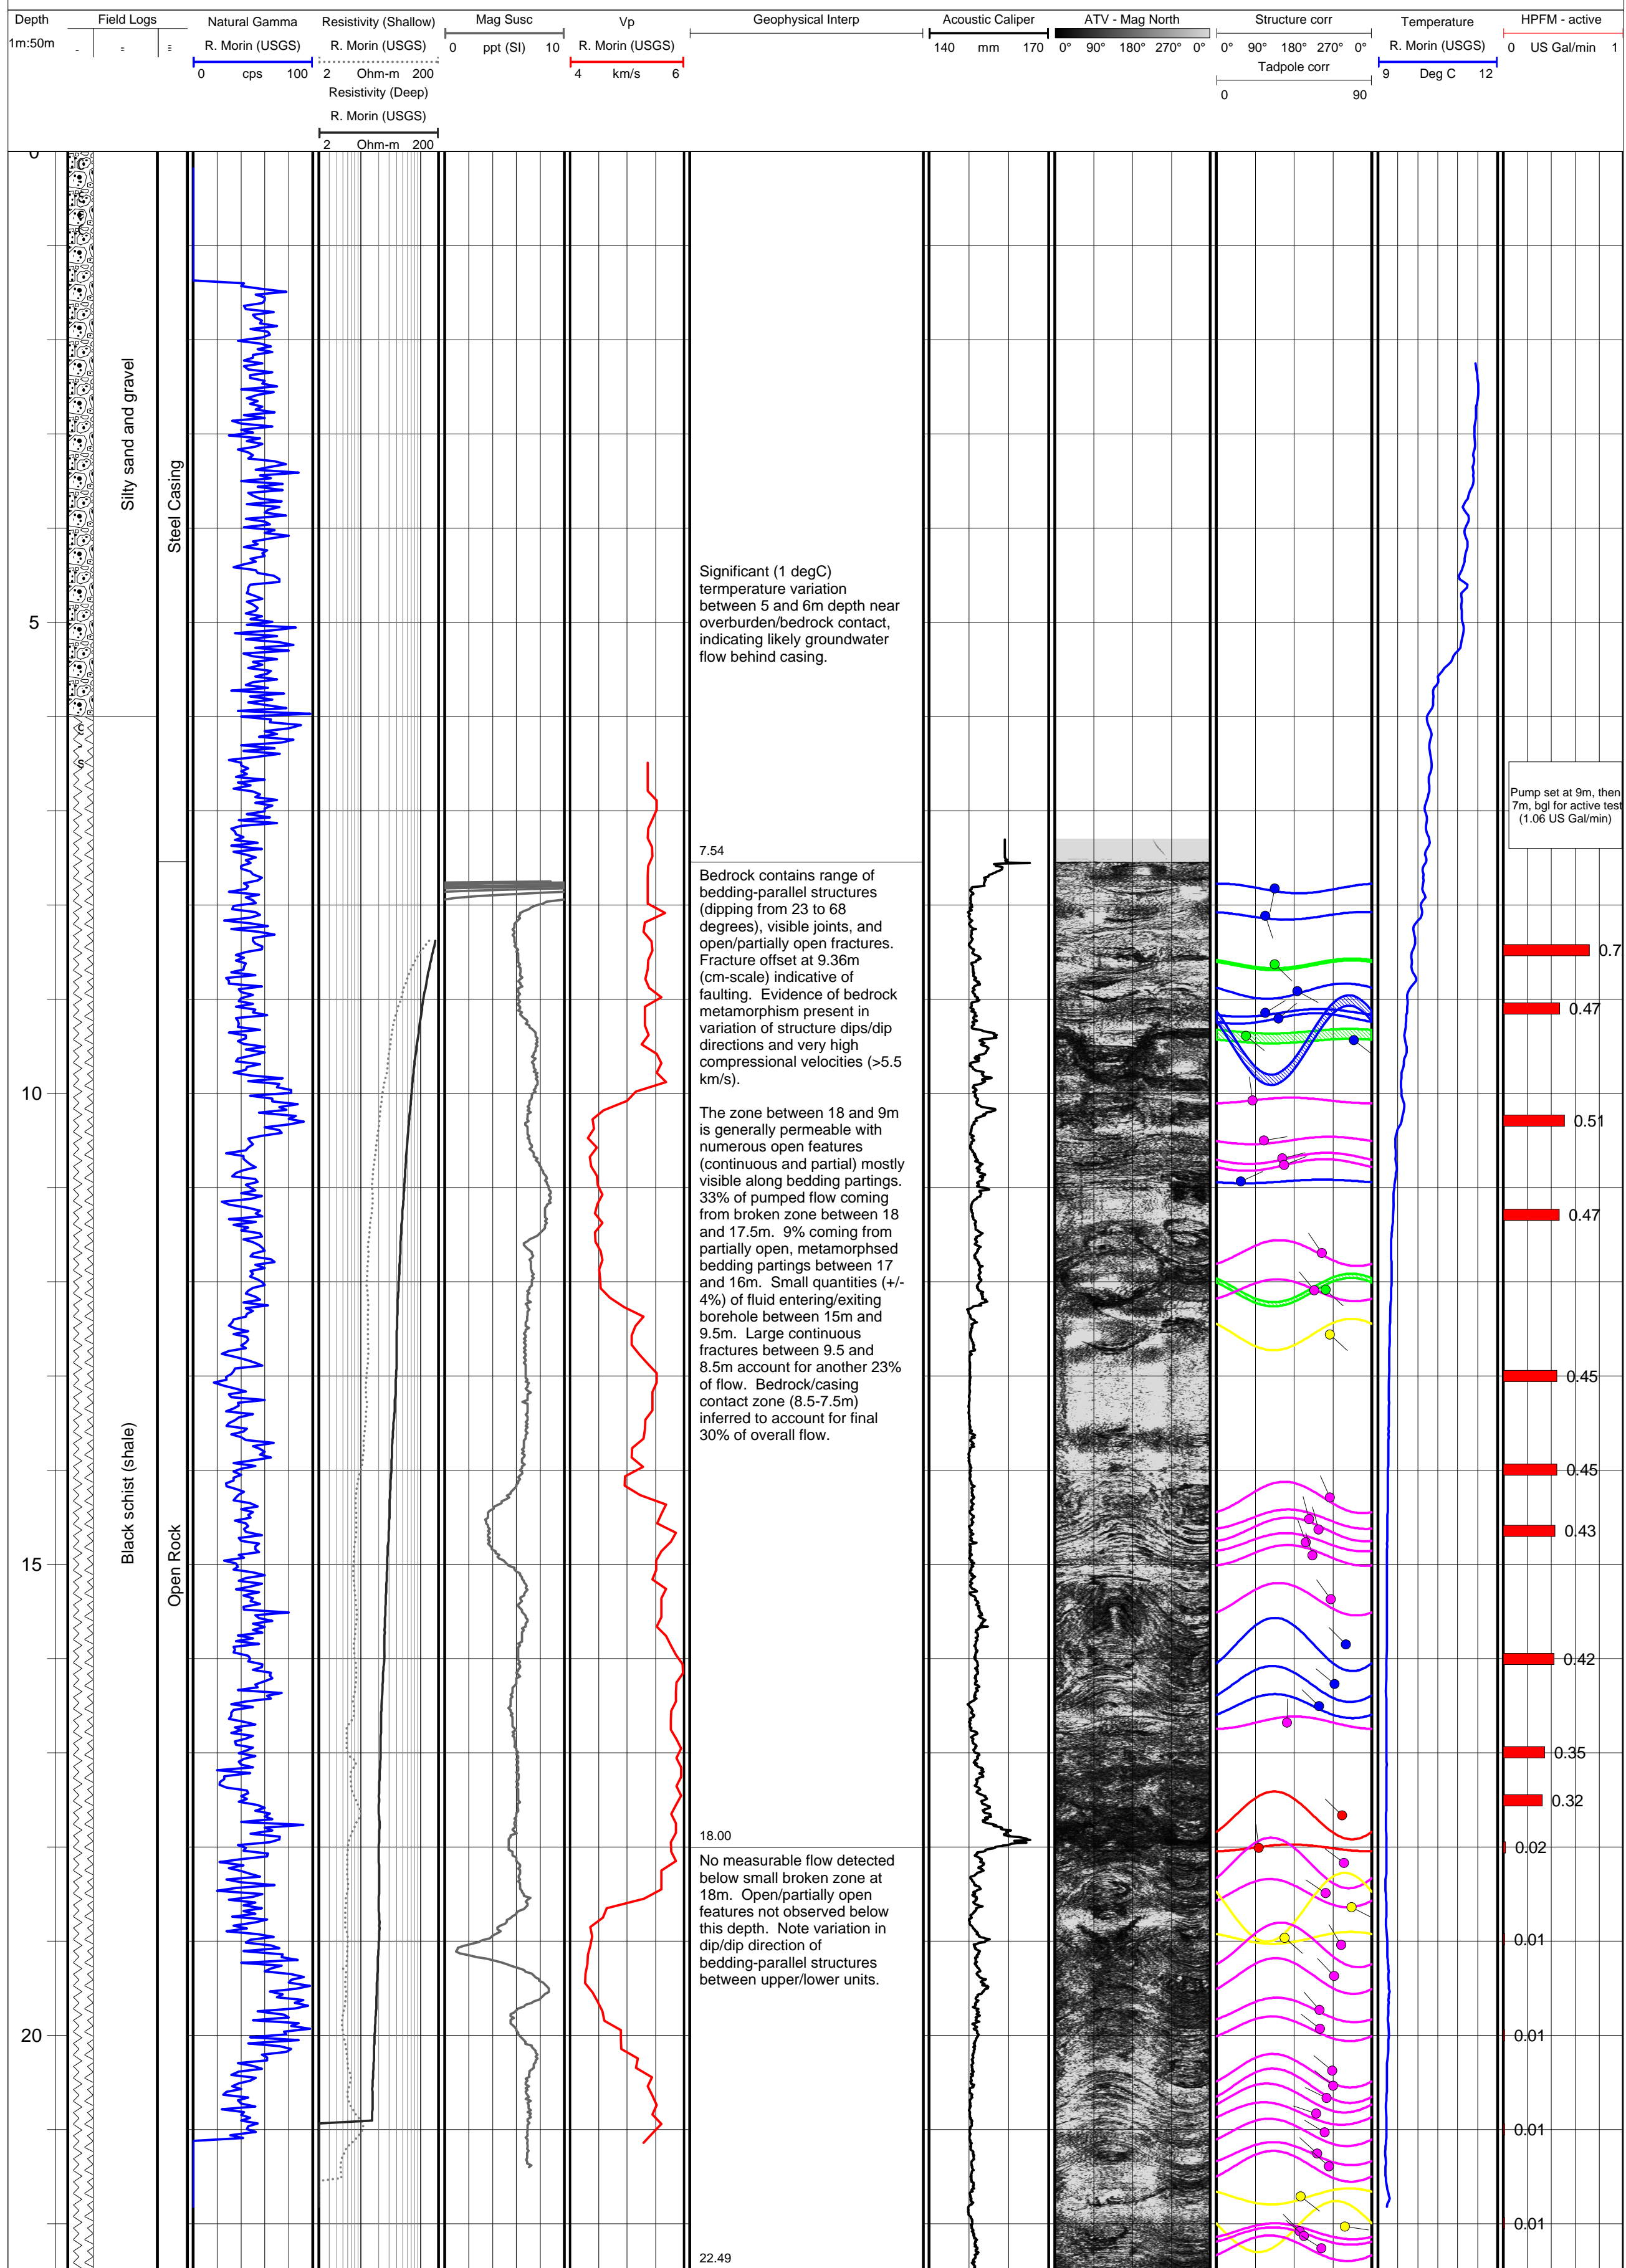 Depth
1m:50m
Field Logs
Natural Gamma
R. Morin (USGS)
0 cps 100
Resistivity (Shallow)
R. Morin (USGS)
2 Ohm-m 200
Resistivity (Deep)
R. Morin (USGS)
2 Ohm-m 200
Mag Susc
0 ppt (SI) 10
Vp
R. Morin (USGS)
4 km/s 6
Geophysical Interp
Acoustic Caliper
140 mm 170
ATV - Mag North
0° 90° 180° 270° 0°
Structure corr
0° 90° 180° 270° 0°
Tadpole corr
0 90
Temperature
R. Morin (USGS)
9 Deg C 12
HPFM - active
0 US Gal/min 1
0
5
10
15
20
Silty sand and gravel
Black schist (shale)
Steel Casing
Open Rock
Significant (1 degC)
termperature variation
between 5 and 6m depth near
overburden/bedrock contact,
indicating likely groundwater
flow behind casing.
7.54
Bedrock contains range of
bedding-parallel structures
(dipping from 23 to 68
degrees), visible joints, and
open/partially open fractures.
Fracture offset at 9.36m
(cm-scale) indicative of
faulting. Evidence of bedrock
metamorphism present in
variation of structure dips/dip
directions and very high
compressional velocities (>5.5
km/s).
The zone between 18 and 9m
is generally permeable with
numerous open features
(continuous and partial) mostly
visible along bedding partings.
33% of pumped flow coming
from broken zone between 18
and 17.5m. 9% coming from
partially open, metamorphsed
bedding partings between 17
and 16m. Small quantities (+/-
4%) of fluid entering/exiting
borehole between 15m and
9.5m. Large continuous
fractures between 9.5 and
8.5m account for another 23%
of flow. Bedrock/casing
contact zone (8.5-7.5m)
inferred to account for final
30% of overall flow.
18.00
No measurable flow detected
below small broken zone at
18m. Open/partially open
features not observed below
this depth. Note variation in
dip/dip direction of
bedding-parallel structures
between upper/lower units.
22.49
Pump set at 9m, then
7m, bgl for active test
(1.06 US Gal/min)
0.7
0.47
0.51
0.47
0.45
0.45
0.43
0.42
0.35
0.32
0.02
0.01
0.01
0.01
0.01